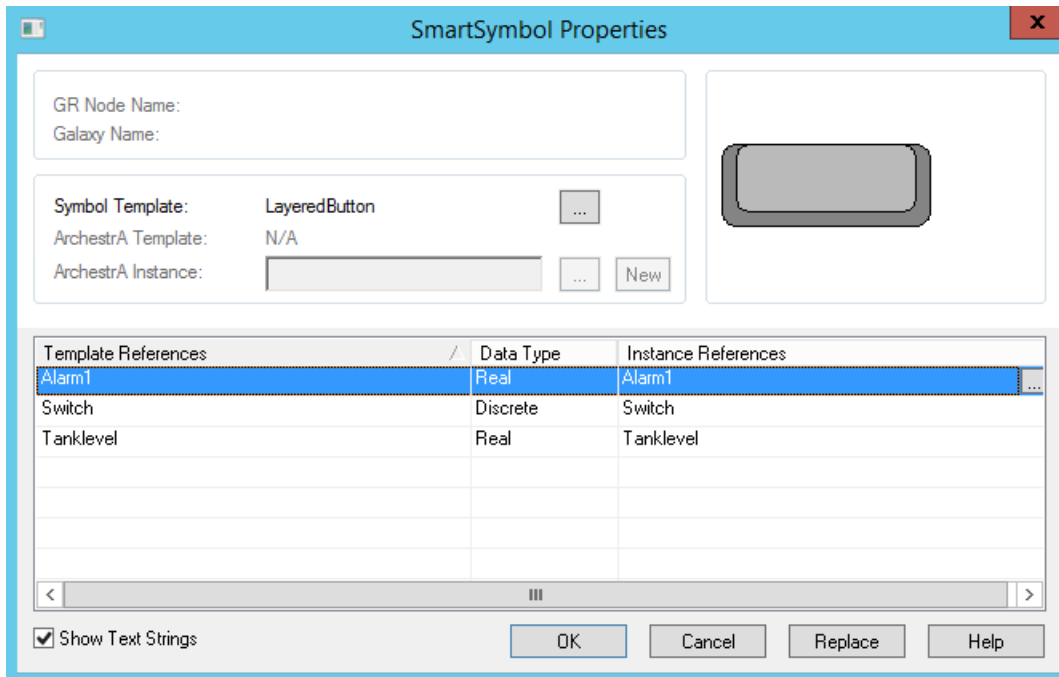 SmartSymbol Properties
x
GR Node Name:
Galaxy Name:
Symbol Template: LayeredButton ...
ArchestrA Template: N/A
ArchestrA Instance: ... New
Template References Data Type Instance References
Alarm1 Real Alarm1 ...
Switch Discrete Switch
Tanklevel Real Tanklevel
Show Text Strings OK Cancel Replace Help